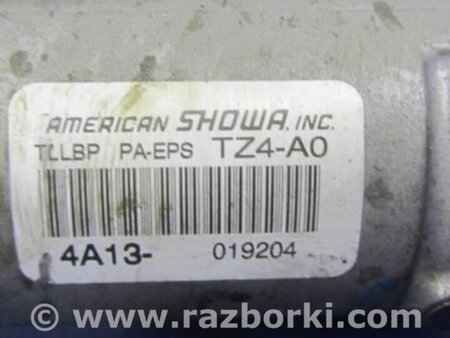 AMERICAN SHOWA, INC.
TLLBP PA-EPS TZ4-A0
4A13- 019204
© www.razborki.com